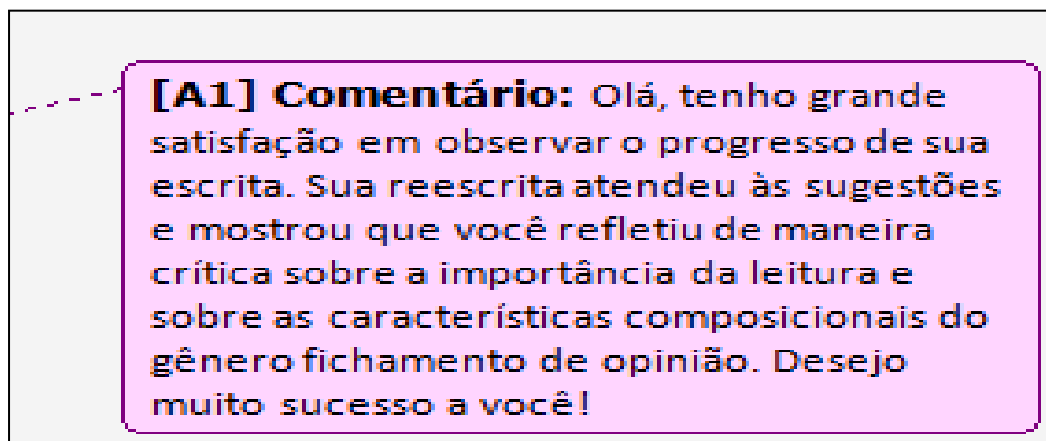 [A1] Comentário: Olá, tenho grande
satisfação em observar o progresso de sua
escrita. Sua reescrita atendeu às sugestões
e mostrou que você refletiu de maneira
crítica sobre a importância da leitura e
sobre as características composicionais do
gênero fichamento de opinião. Desejo
muito sucesso a você!